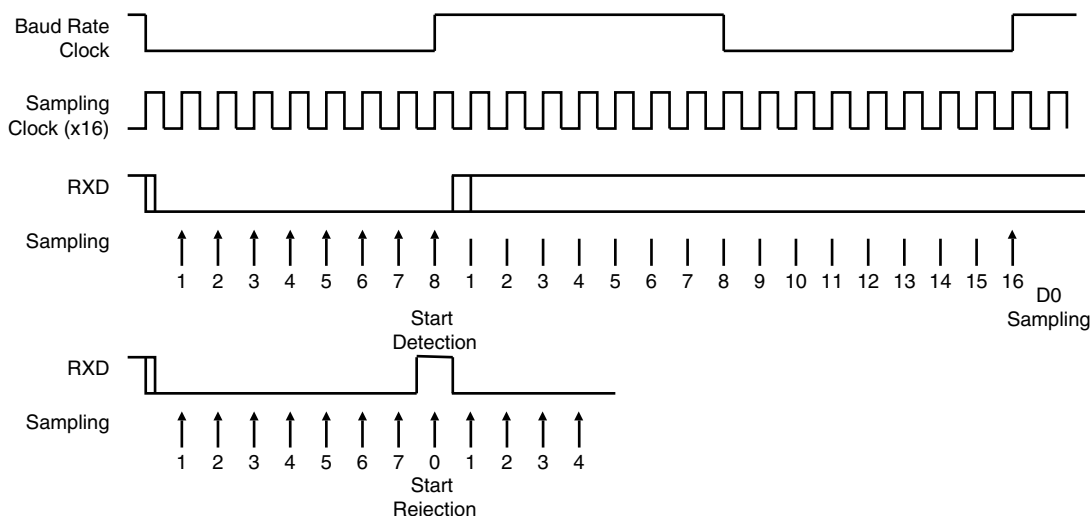 Baud Rate
Clock
Sampling
Clock (x16)
RXD
Sampling
1 2 3 4 5 6 7 8 1 2 3 4 5 6 7 8 9 10 11 12 13 14 15 16
D0
Sampling
Start
Detection
RXD
Sampling
1 2 3 4 5 6 7 0 1 2 3 4
Start
Rejection